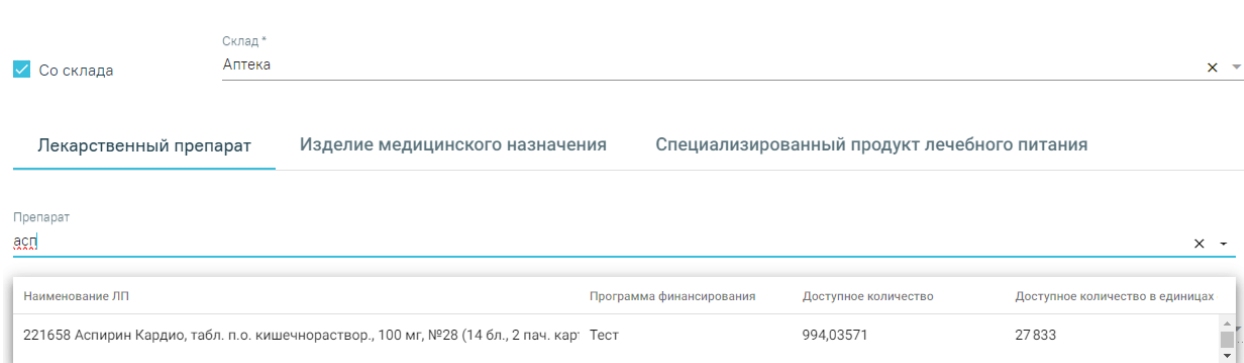 Склад *
Со склада
Аптека
Лекарственный препарат Изделие медицинского назначения Специализированный продукт лечебного питания
Препарат
асп
Наименование ЛП Программа финансирования Доступное количество Доступное количество в единицах
221658 Аспирин Кардио, табл. п.о. кишечнораствор., 100 мг, №28 (14 бл., 2 пач. кар Тест 994,03571 27 833